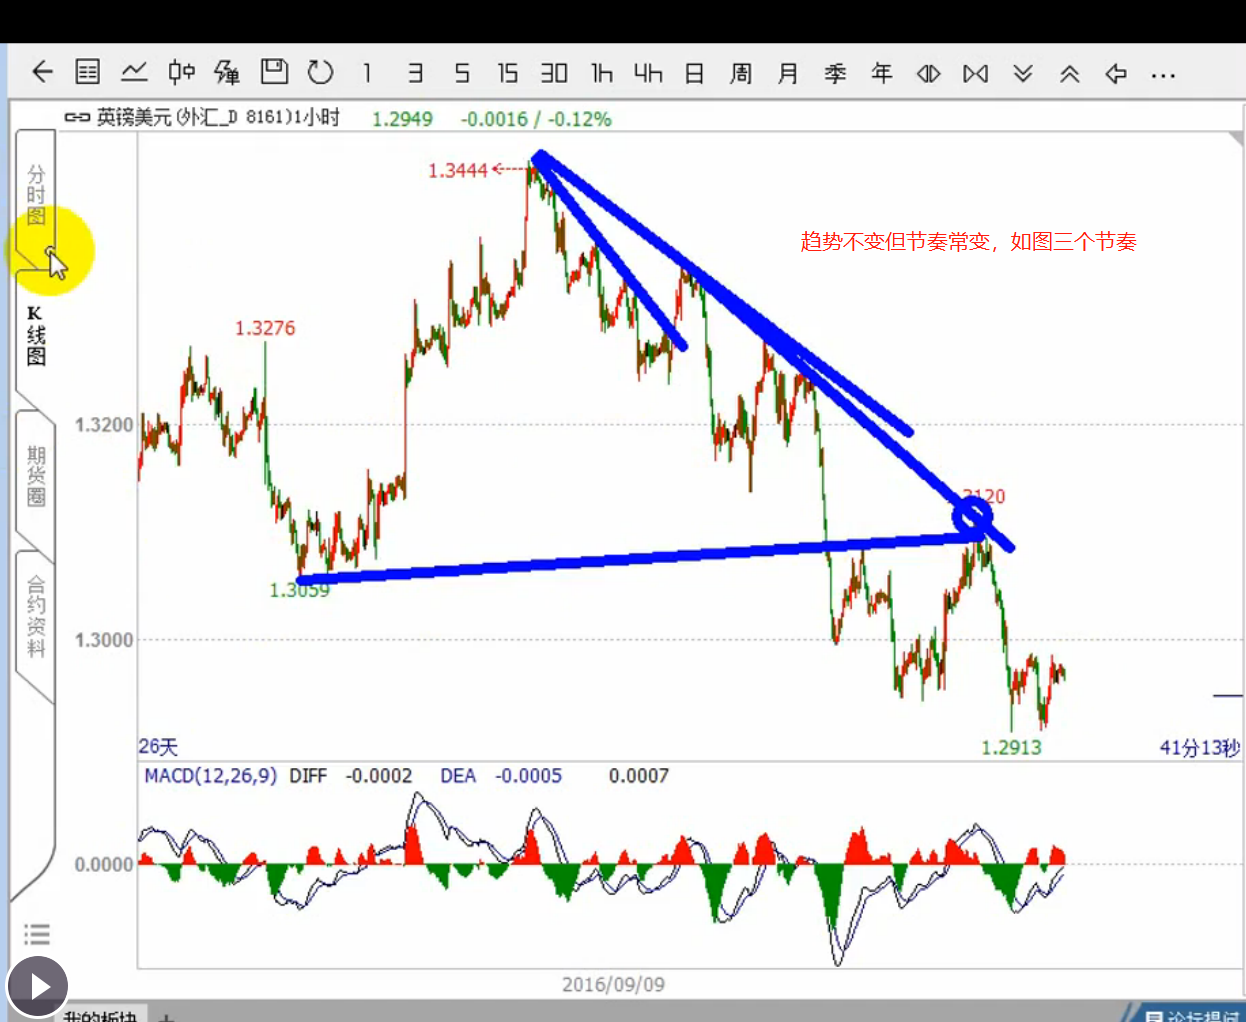 1 3 5 15 30 1H 4H 日 周 月 季 年
英镑美元(外汇_D 8161)1小时 1.2949 -0.0016 / -0.12%
分时图
K线图
期货圈
合约资料
1.3444
趋势不变但节奏常变，如图三个节奏
1.3276
1.3200
1.3059
1.3000
1.2913
26天
41分13秒
MACD(12,26,9) DIFF -0.0002 DEA -0.0005 0.0007
0.0000
2016/09/09
我的板块 +
论坛提问